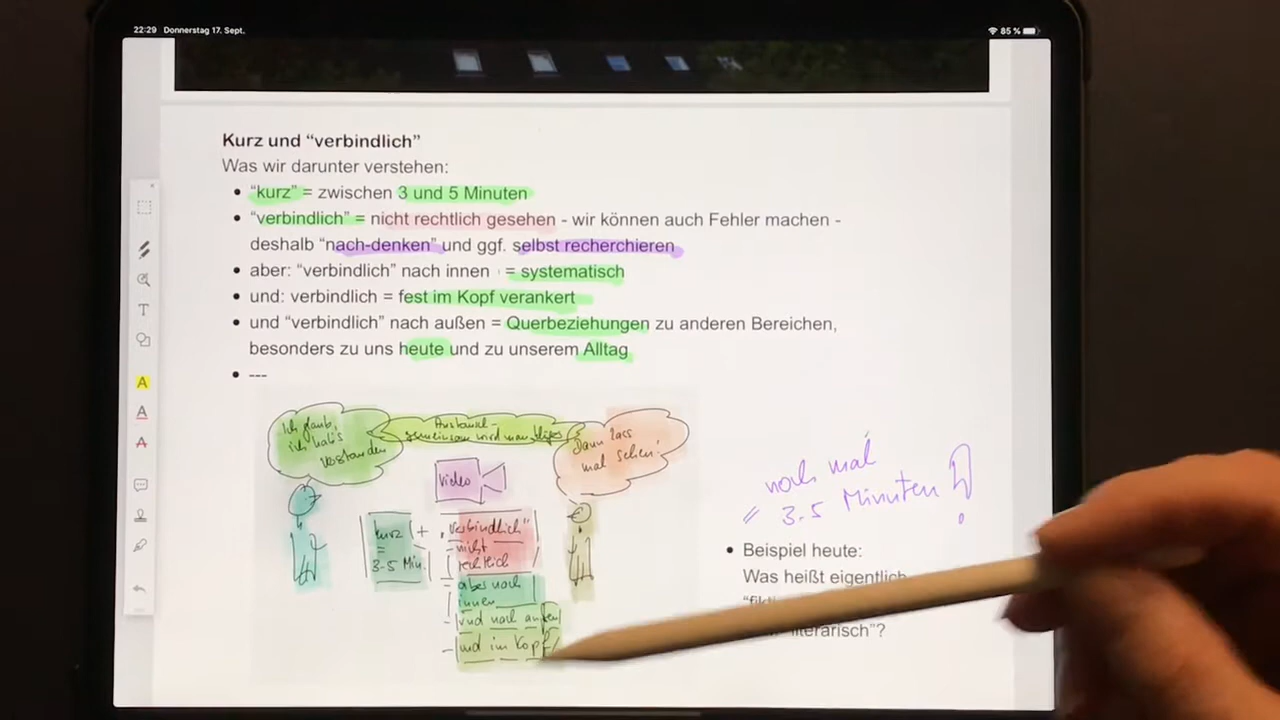 22:29 Donnerstag 17. Sept.
85 %
Kurz und “verbindlich”
Was wir darunter verstehen:
• “kurz” = zwischen 3 und 5 Minuten
• “verbindlich” = nicht rechtlich gesehen - wir können auch Fehler machen -
deshalb “nach-denken” und ggf. selbst recherchieren
• aber: “verbindlich” nach innen = systematisch
• und: verbindlich = fest im Kopf verankert
• und “verbindlich” nach außen = Querbeziehungen zu anderen Bereichen,
besonders zu uns heute und zu unserem Alltag
• ---
Ich glaub,
ich hab's
verstanden
Austausch -
gemeinsam wird man klüger
Dann lass
mal sehen!
Video
kurz
=
3-5 Min.
+
"verbindlich"
- nicht
rechtlich
- aber nach
innen
- und nach außen
- und im Kopf
noch mal
= 3-5 Minuten
• Beispiel heute:
Was heißt eigentlich
"literarisch”?
T
A
A
A